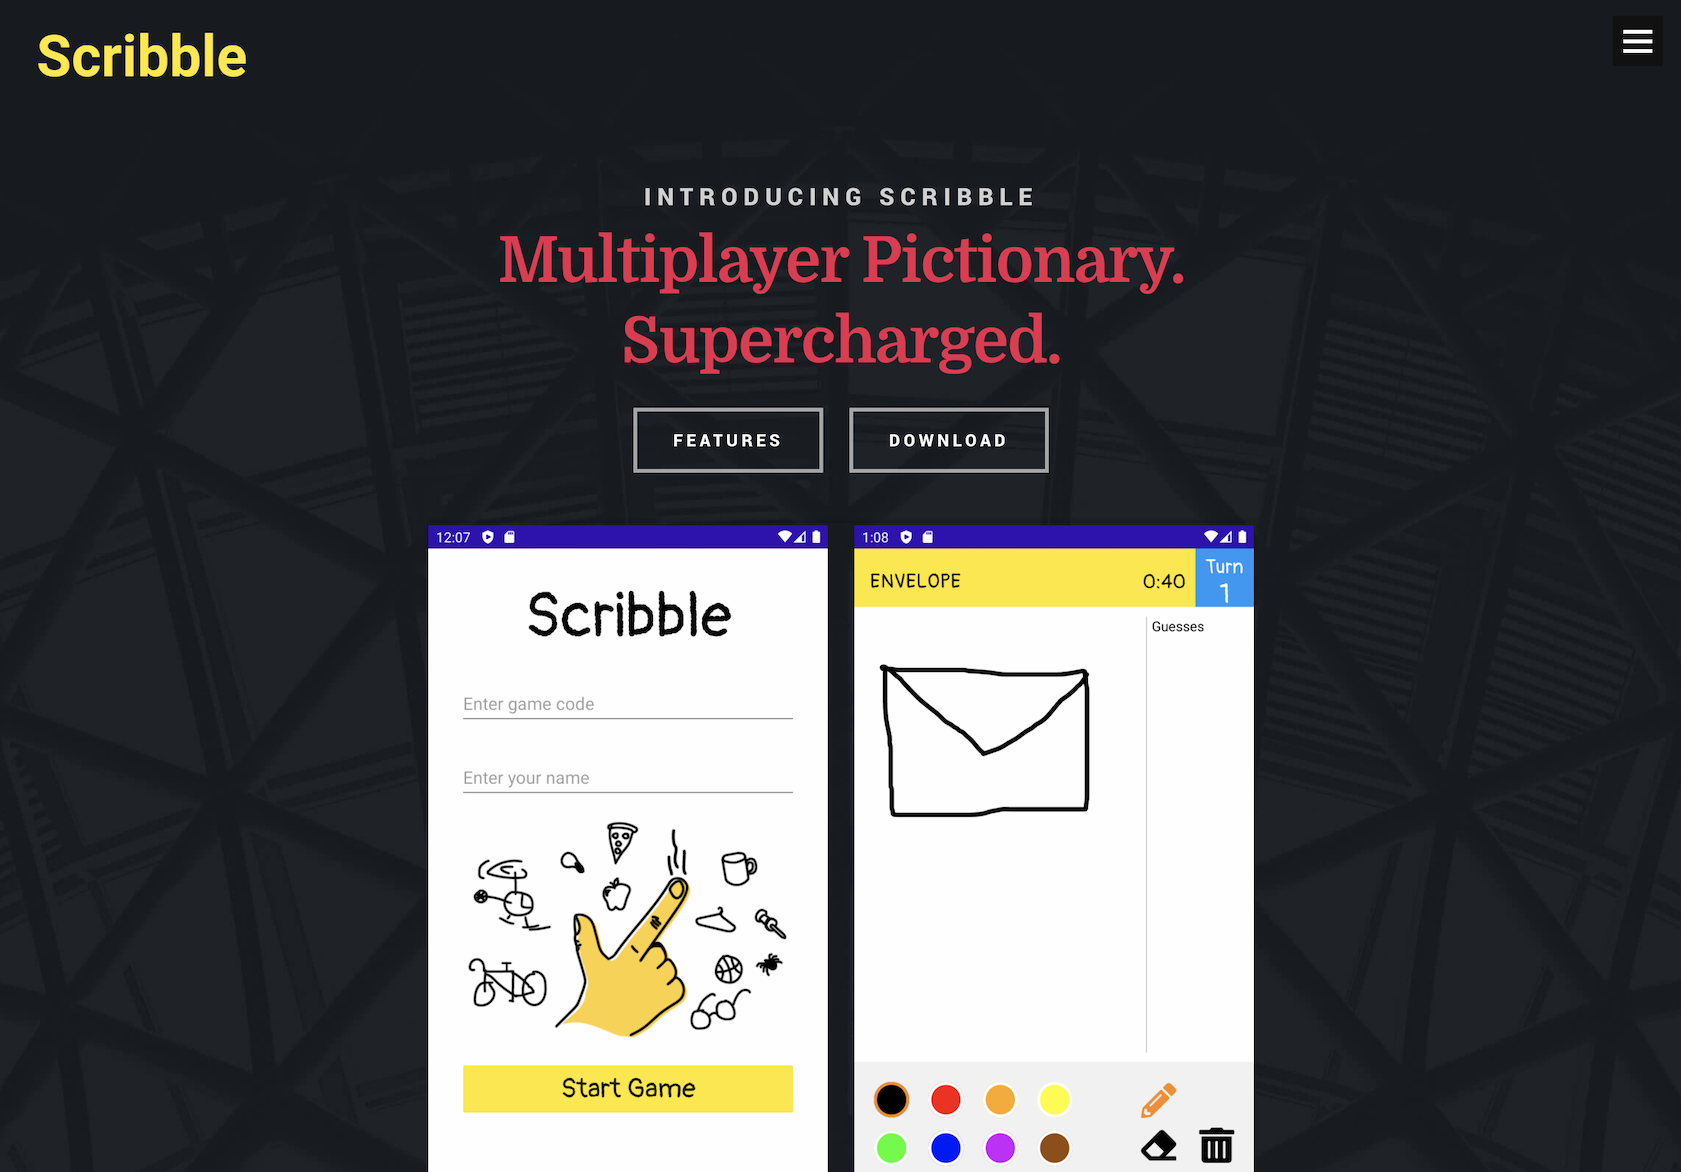 Scribble
INTRODUCING SCRIBBLE
Multiplayer Pictionary.
Supercharged.
FEATURES
DOWNLOAD
12:07
Scribble
Enter game code
Enter your name
Start Game
1:08
ENVELOPE
0:40
Turn
1
Guesses